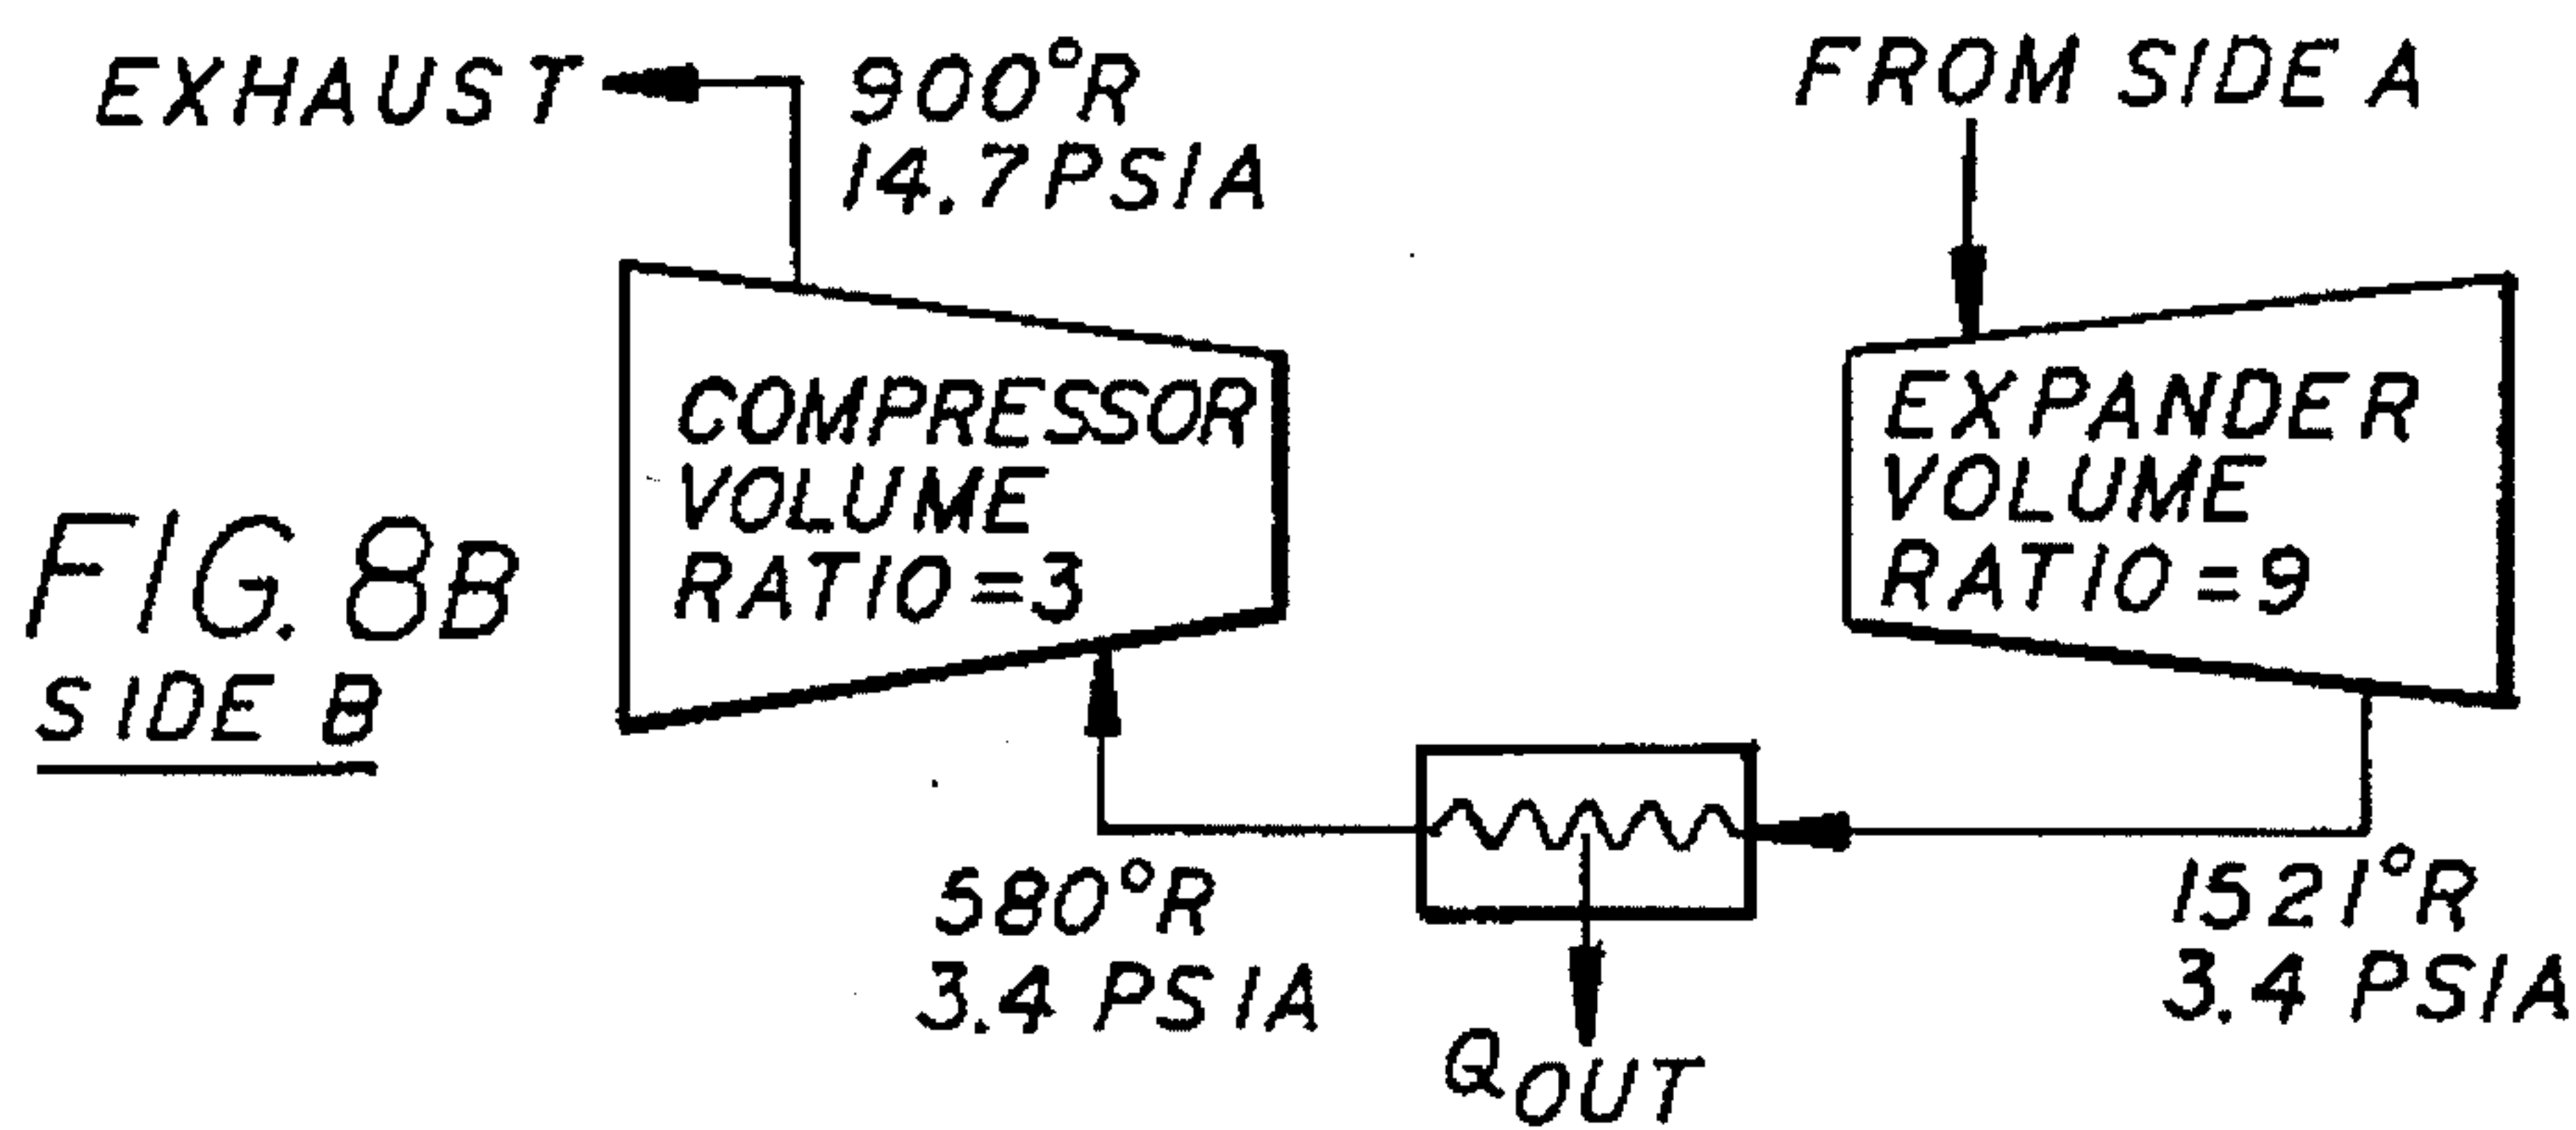 EXHAUST
900°R
14.7 PSIA
FROM SIDE A
COMPRESSOR
VOLUME
RATIO = 3
EXPANDER
VOLUME
RATIO = 9
FIG. 8B
SIDE B
580°R
3.4 PSIA
QOUT
1521°R
3.4 PSIA